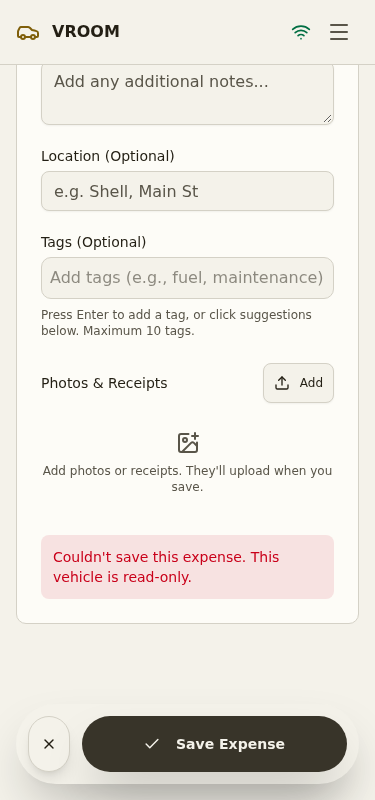 VROOM
Add any additional notes...
Location (Optional)
e.g. Shell, Main St
Tags (Optional)
Add tags (e.g., fuel, maintenance)
Press Enter to add a tag, or click suggestions
below. Maximum 10 tags.
Photos & Receipts
Add
Add photos or receipts. They'll upload when you
save.
Couldn't save this expense. This
vehicle is read-only.
Save Expense